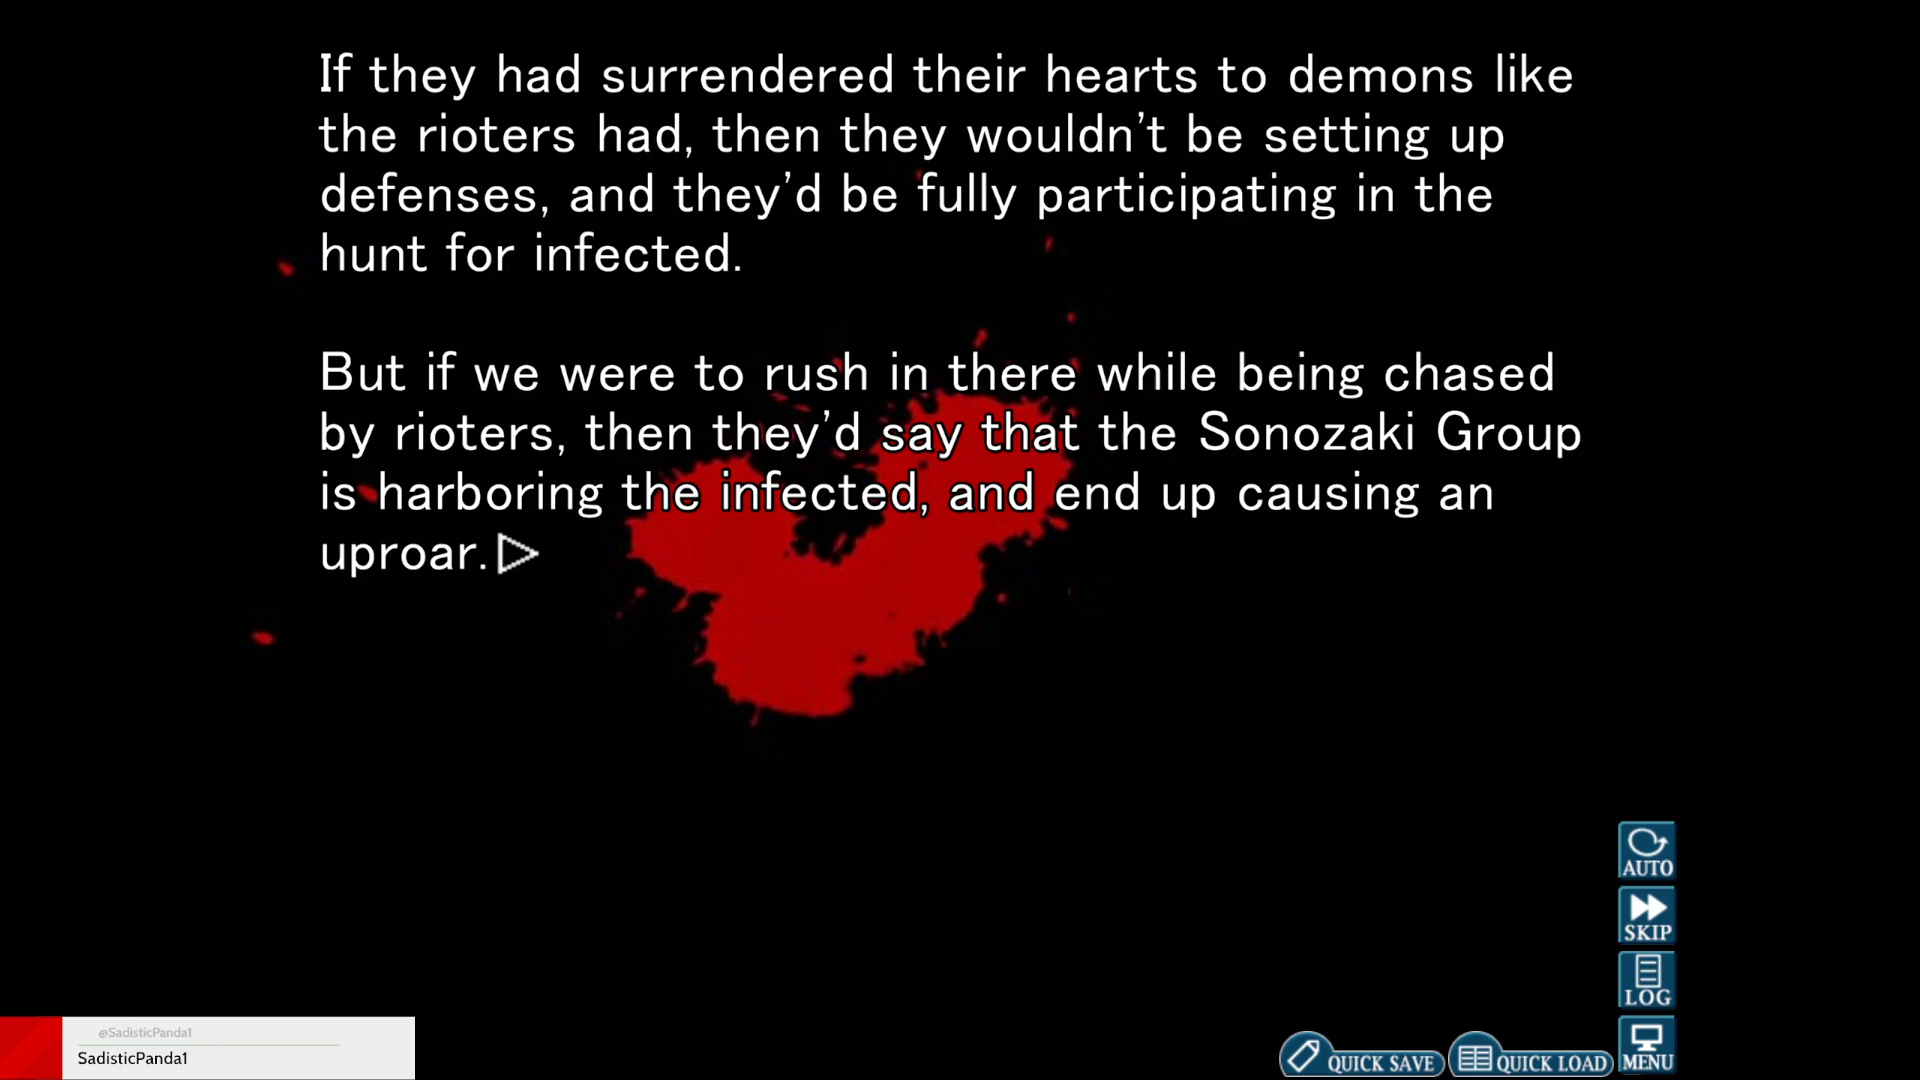 If they had surrendered their hearts to demons like
the rioters had, then they wouldn't be setting up
defenses, and they'd be fully participating in the
hunt for infected.
But if we were to rush in there while being chased
by rioters, then they'd say that the Sonozaki Group
is harboring the infected, and end up causing an
uproar.
AUTO
SKIP
LOG
MENU
QUICK SAVE
QUICK LOAD
@SadisticPanda1
SadisticPanda1